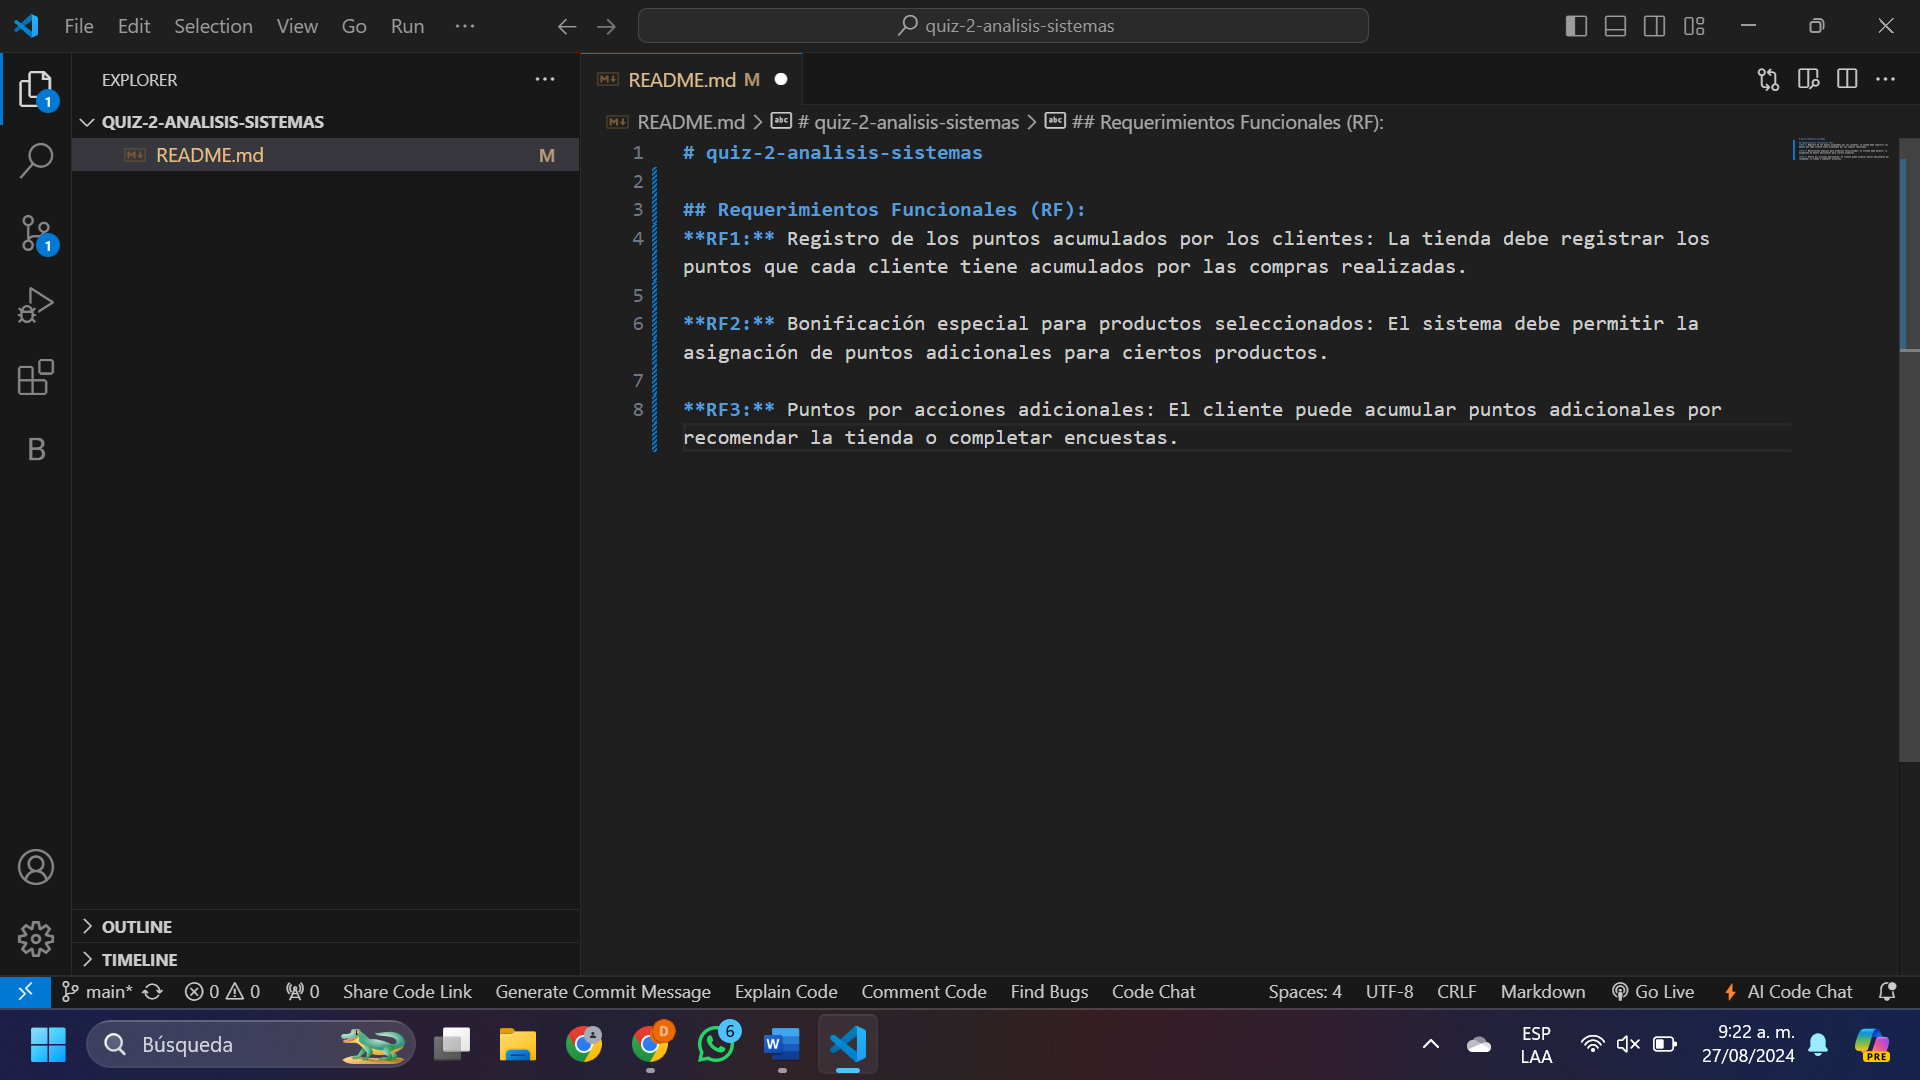 File Edit Selection View Go Run ··· quiz-2-analisis-sistemas
EXPLORER ···
README.md M
1
QUIZ-2-ANALISIS-SISTEMAS
README.md > # quiz-2-analisis-sistemas > ## Requerimientos Funcionales (RF):
README.md M
1 # quiz-2-analisis-sistemas
2
3 ## Requerimientos Funcionales (RF):
4 **RF1:** Registro de los puntos acumulados por los clientes: La tienda debe registrar los
puntos que cada cliente tiene acumulados por las compras realizadas.
5
6 **RF2:** Bonificación especial para productos seleccionados: El sistema debe permitir la
asignación de puntos adicionales para ciertos productos.
7
8 **RF3:** Puntos por acciones adicionales: El cliente puede acumular puntos adicionales por
recomendar la tienda o completar encuestas.
1
B
OUTLINE
TIMELINE
main* 0 0 0 Share Code Link Generate Commit Message Explain Code Comment Code Find Bugs Code Chat Spaces: 4 UTF-8 CRLF Markdown Go Live AI Code Chat
Búsqueda
D
6
W
ESP
LAA
9:22 a. m.
27/08/2024
PRE